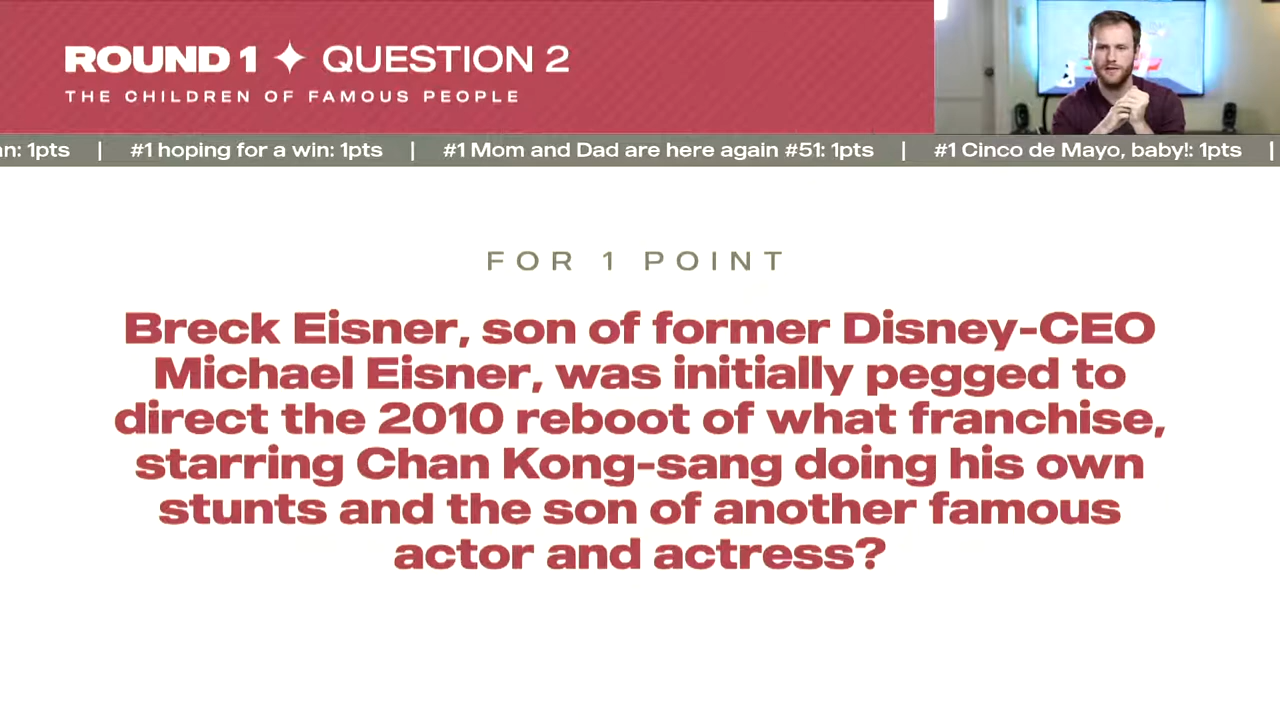 ROUND 1 ✦ QUESTION 2
THE CHILDREN OF FAMOUS PEOPLE
n: 1pts | #1 hoping for a win: 1pts | #1 Mom and Dad are here again #51: 1pts | #1 Cinco de Mayo, baby!: 1pts |
FOR 1 POINT
Breck Eisner, son of former Disney-CEO
Michael Eisner, was initially pegged to
direct the 2010 reboot of what franchise,
starring Chan Kong-sang doing his own
stunts and the son of another famous
actor and actress?